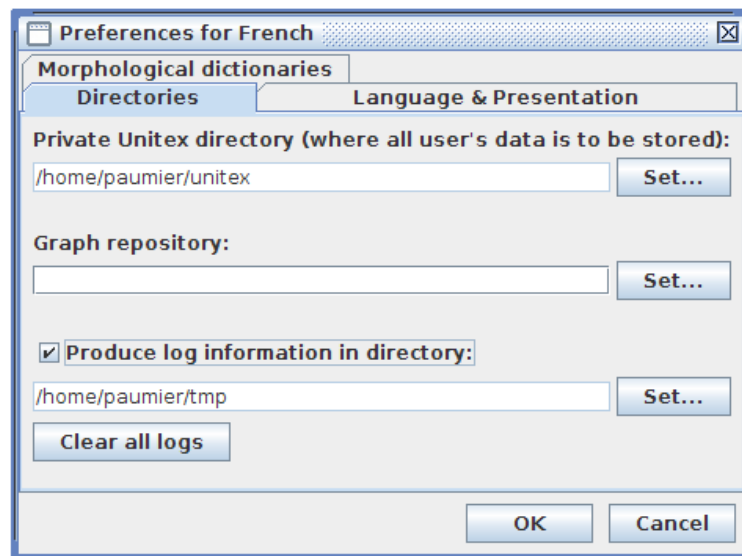 Preferences for French
Morphological dictionaries
Directories
Language & Presentation
Private Unitex directory (where all user's data is to be stored):
/home/paumier/unitex
Set...
Graph repository:
Set...
Produce log information in directory:
/home/paumier/tmp
Set...
Clear all logs
OK
Cancel